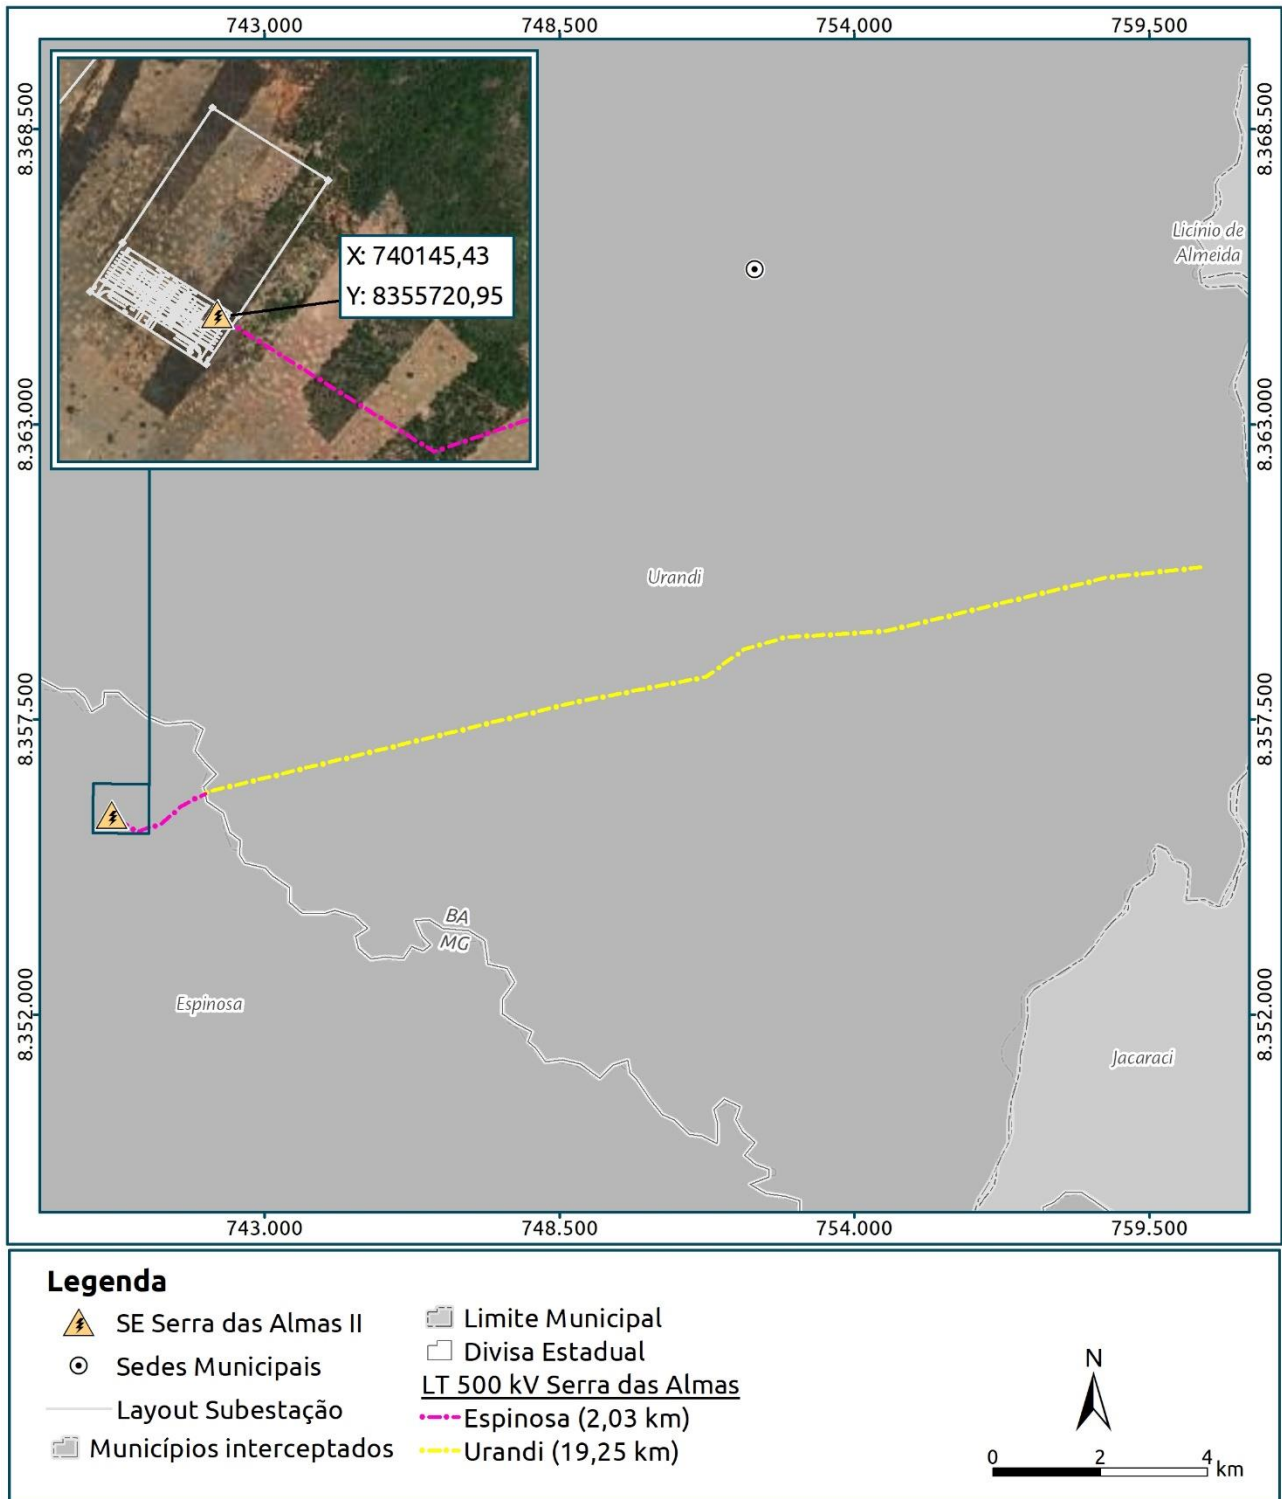 743.000 748.500 754.000 759.500
8.368.500 8.368.500
Licínio de
Almeida
X: 740145,43
Y: 8355720,95
8.363.000 8.363.000
Urandi
8.357.500 8.357.500
BA
MG
Espinosa
8.352.000 8.352.000
Jacaraci
743.000 748.500 754.000 759.500
Legenda
SE Serra das Almas II
Sedes Municipais
Layout Subestação
Municípios interceptados
Limite Municipal
Divisa Estadual
LT 500 kV Serra das Almas
Espinosa (2,03 km)
Urandi (19,25 km)
N
0 2 4
km